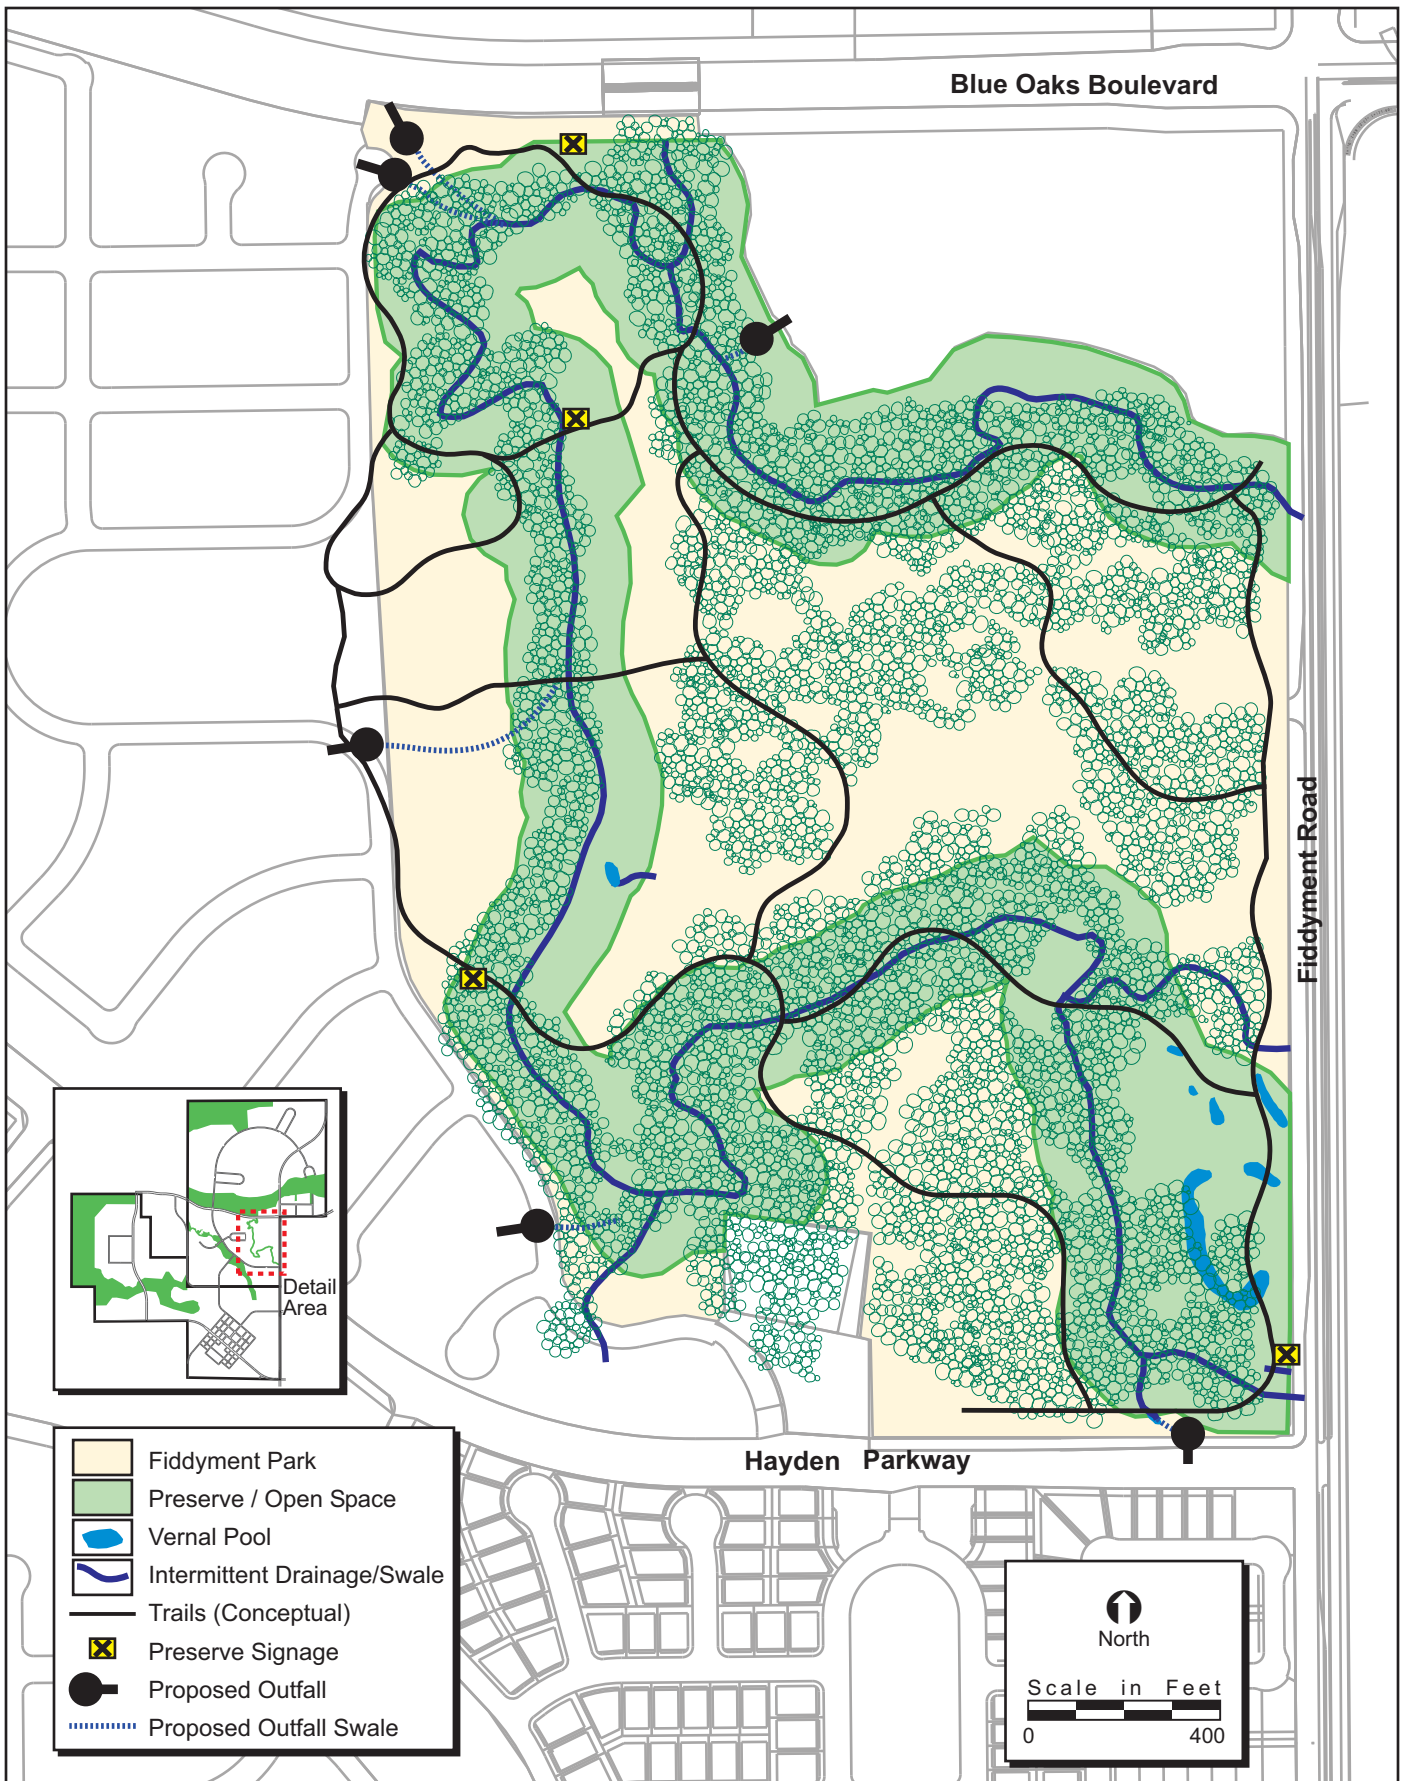 Blue Oaks Boulevard
Fiddyment Road
Detail
Area
Hayden Parkway
Fiddyment Park
Preserve / Open Space
Vernal Pool
Intermittent Drainage/Swale
Trails (Conceptual)
Preserve Signage
Proposed Outfall
Proposed Outfall Swale
North
Scale in Feet
0 400